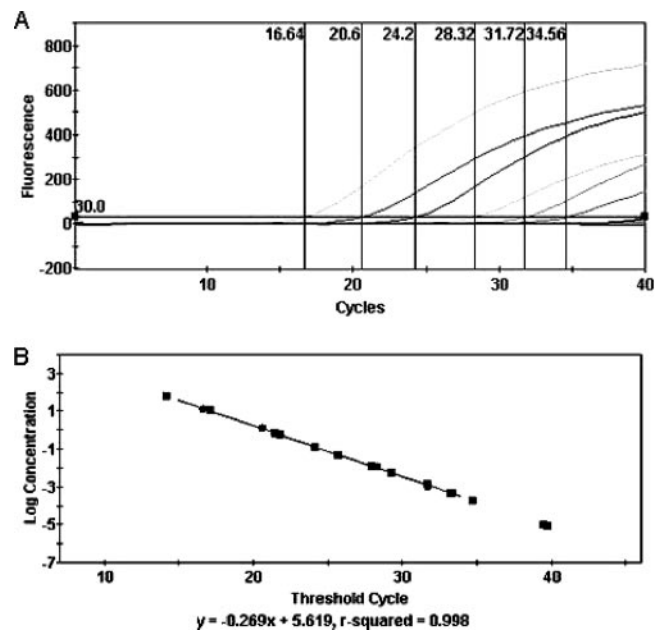 A
800
600
400
200
0
-200
Fluorescence
16.64 20.6 24.2 28.32 31.72 34.56
30.0
10 20 30 40
Cycles
B
3
1
-1
-3
-5
-7
Log Concentration
10 20 30 40
Threshold Cycle
y = -0.269x + 5.619, r-squared = 0.998